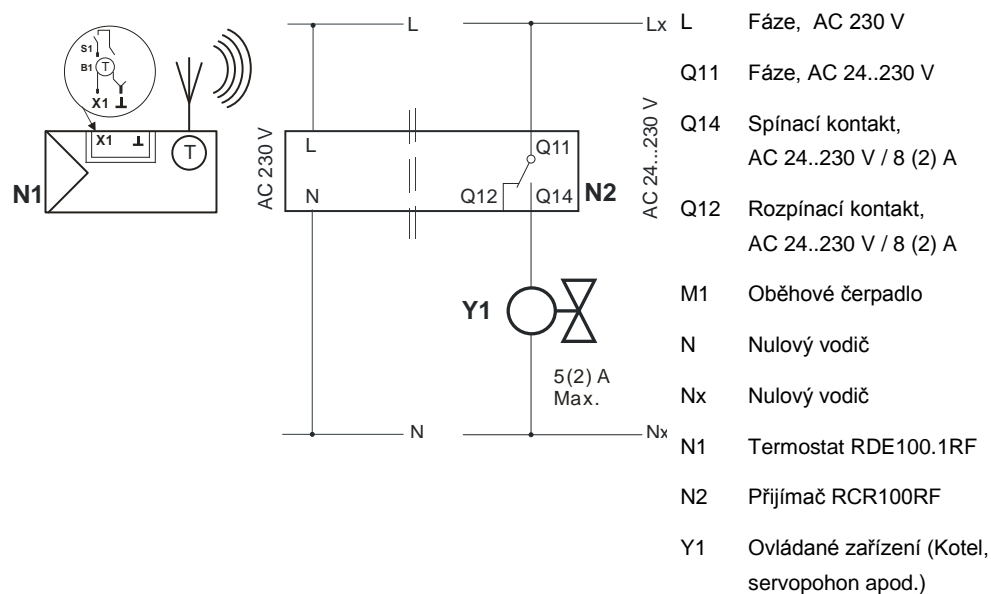 L
Lx
S1
B1
T
X1
X1
T
N1
AC 230 V
L
N
Q11
Q12
Q14
N2
AC 24...230 V
Y1
5(2) A
Max.
N
Nx
L Fáze, AC 230 V
Q11 Fáze, AC 24..230 V
Q14 Spínací kontakt,
AC 24..230 V / 8 (2) A
Q12 Rozpínací kontakt,
AC 24..230 V / 8 (2) A
M1 Oběhové čerpadlo
N Nulový vodič
Nx Nulový vodič
N1 Termostat RDE100.1RF
N2 Přijímač RCR100RF
Y1 Ovládané zařízení (Kotel,
servopohon apod.)